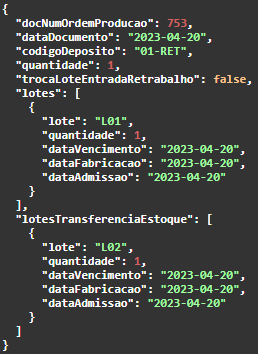 {
  "docNumOrdemProducao": 753,
  "dataDocumento": "2023-04-20",
  "codigoDeposito": "01-RET",
  "quantidade": 1,
  "trocaLoteEntradaRetrabalho": false,
  "lotes": [
    {
      "lote": "L01",
      "quantidade": 1,
      "dataVencimento": "2023-04-20",
      "dataFabricacao": "2023-04-20",
      "dataAdmissao": "2023-04-20"
    }
  ],
  "lotesTransferenciaEstoque": [
    {
      "lote": "L02",
      "quantidade": 1,
      "dataVencimento": "2023-04-20",
      "dataFabricacao": "2023-04-20",
      "dataAdmissao": "2023-04-20"
    }
  ]
}